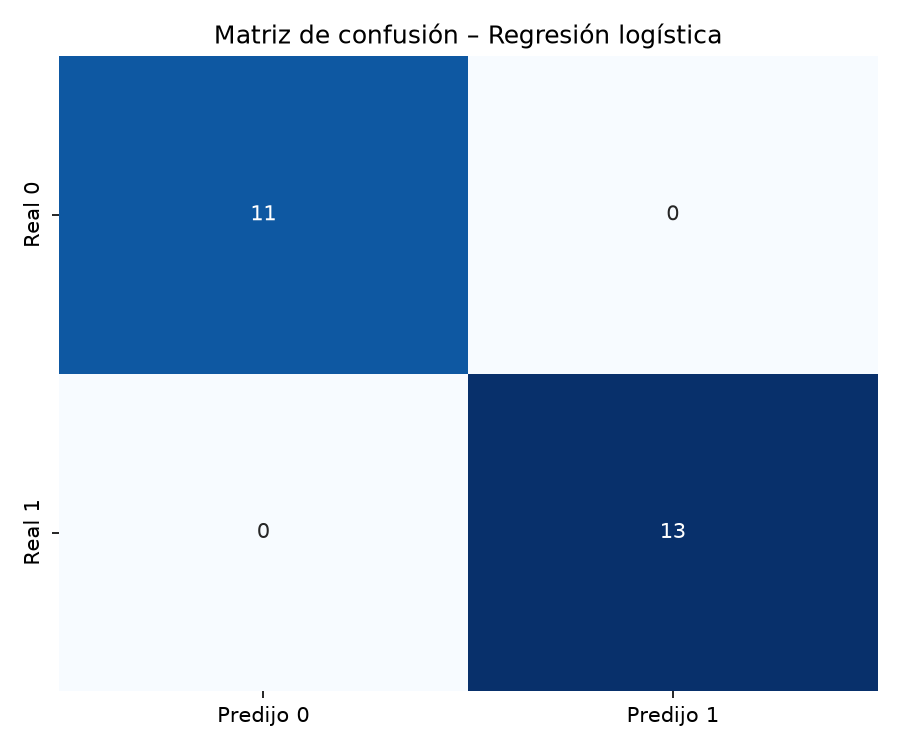 Matriz de confusión – Regresión logística
Real 0
11
0
Real 1
0
13
Predijo 0
Predijo 1